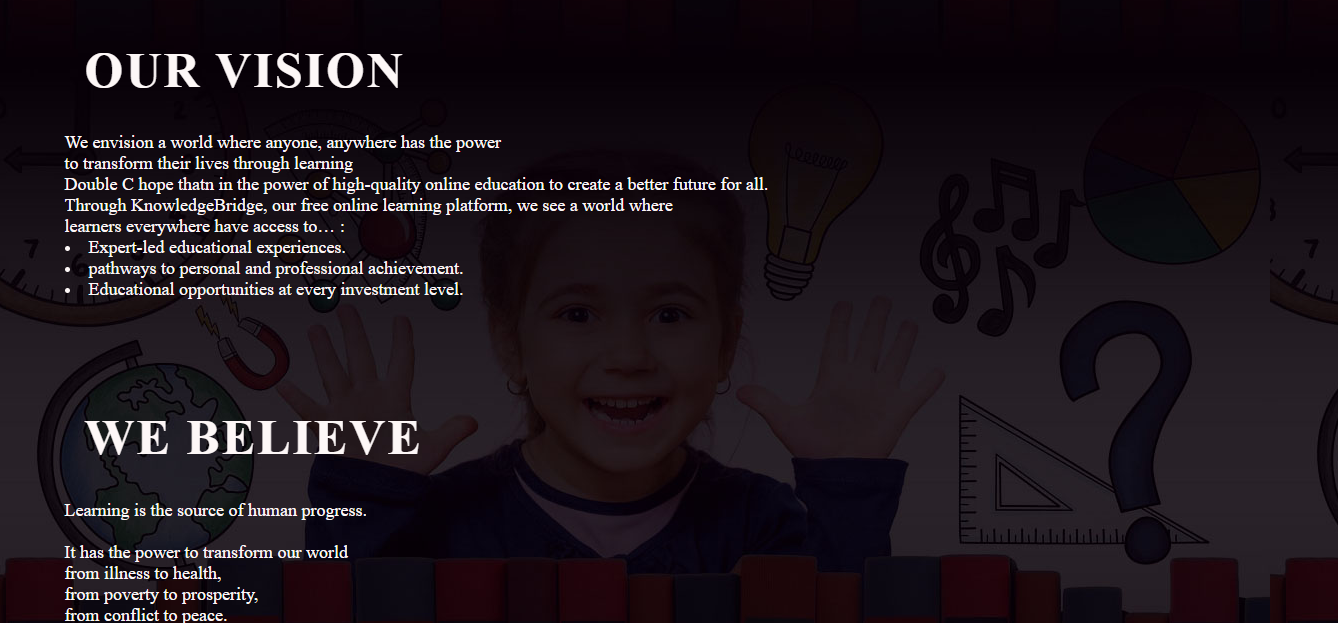 OUR VISION
We envision a world where anyone, anywhere has the power
to transform their lives through learning
Double C hope thatn in the power of high-quality online education to create a better future for all.
Through KnowledgeBridge, our free online learning platform, we see a world where
learners everywhere have access to… :
• Expert-led educational experiences.
• pathways to personal and professional achievement.
• Educational opportunities at every investment level.
WE BELIEVE
Learning is the source of human progress.
It has the power to transform our world
from illness to health,
from poverty to prosperity,
from conflict to peace.